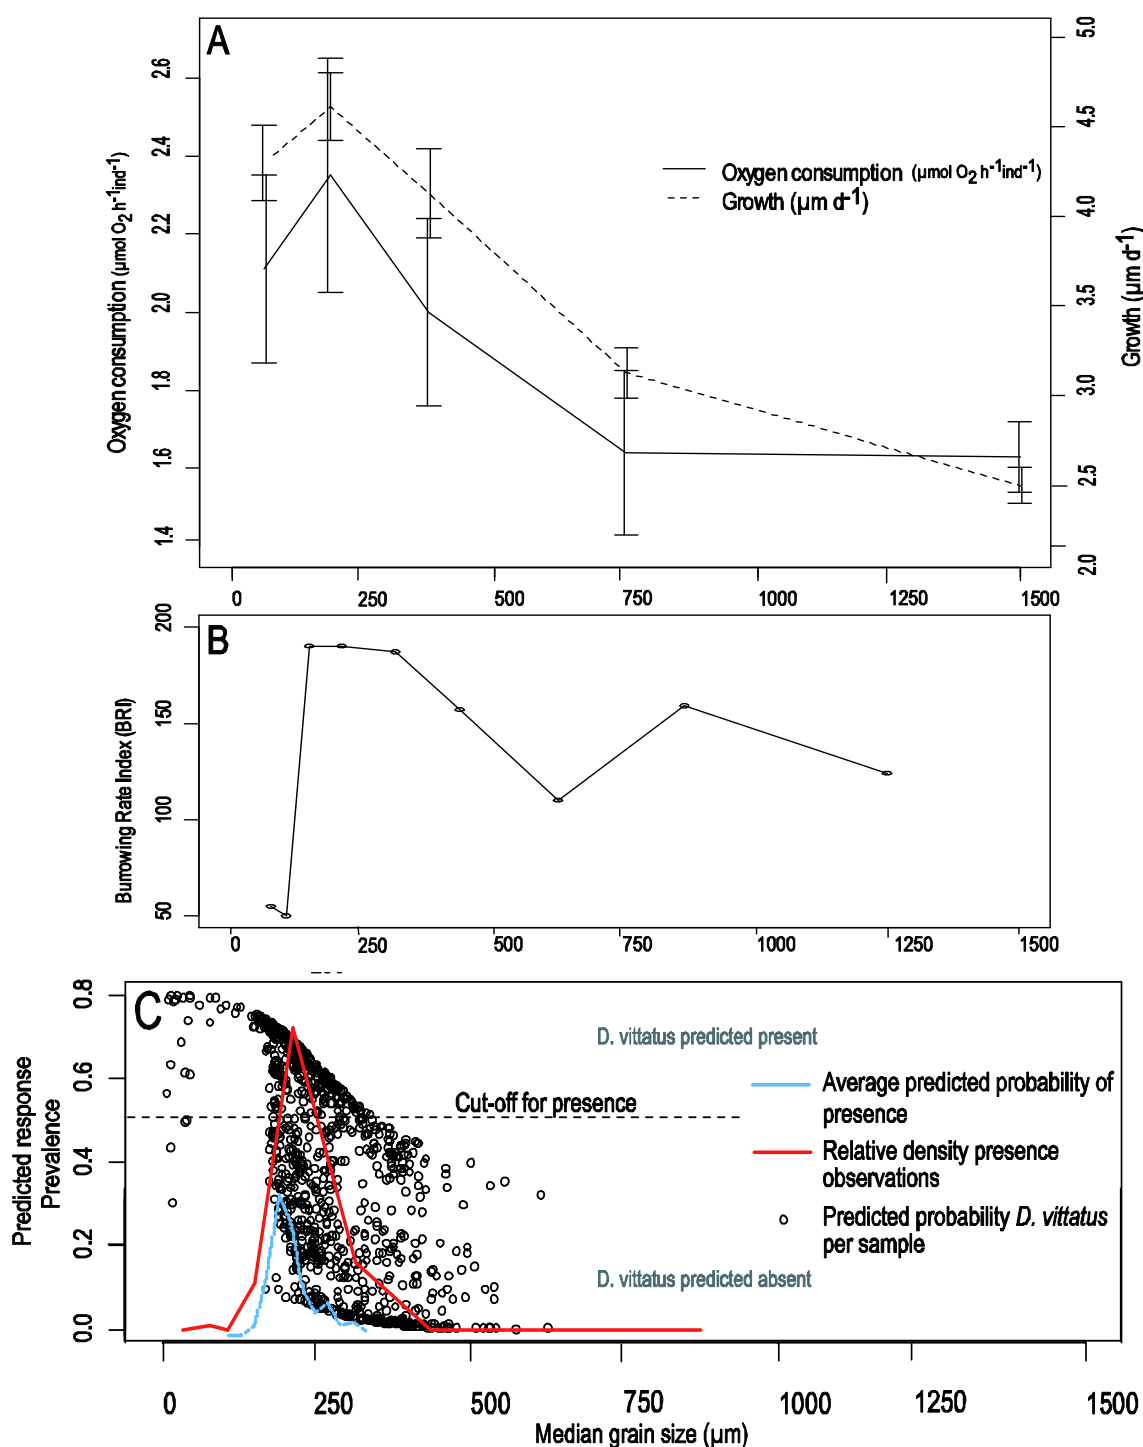 A
2.6
2.4
2.2
2.0
1.8
1.6
1.4
Oxygen consumption (µmol O2 h-1ind-1)
5.0
4.5
4.0
3.5
3.0
2.5
2.0
Growth (µm d-1)
Oxygen consumption (µmol O2 h-1ind-1)
Growth (µm d-1)
0 250 500 750 1000 1250 1500
B
200
150
100
50
Burrowing Rate Index (BRI)
0 250 500 750 1000 1250 1500
C
0.8
0.6
0.4
0.2
0.0
Predicted response
Prevalence
D. vittatus predicted present
Cut-off for presence
Average predicted probability of
presence
Relative density presence
observations
Predicted probability D. vittatus
per sample
D. vittatus predicted absent
0 250 500 750 1000 1250 1500
Median grain size (µm)